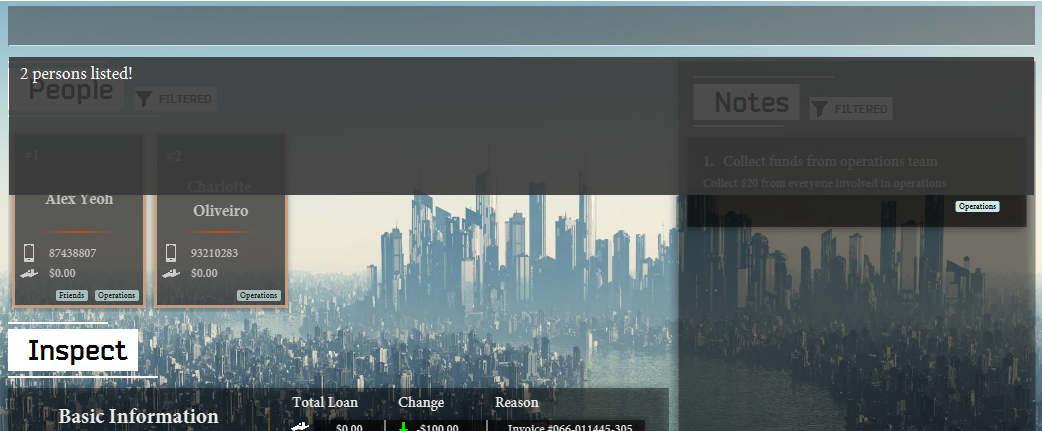 2 persons listed!
People
FILTERED
#1
Alex Yeoh
87438807
$0.00
Friends Operations
#2
Charlotte
Oliveiro
93210283
$0.00
Operations
Notes
FILTERED
1. Collect funds from operations team
Collect $20 from everyone involved in operations
Operations
Inspect
Basic Information
Total Loan Change Reason
$0.00 -$100.00 Invoice #066-011445-305